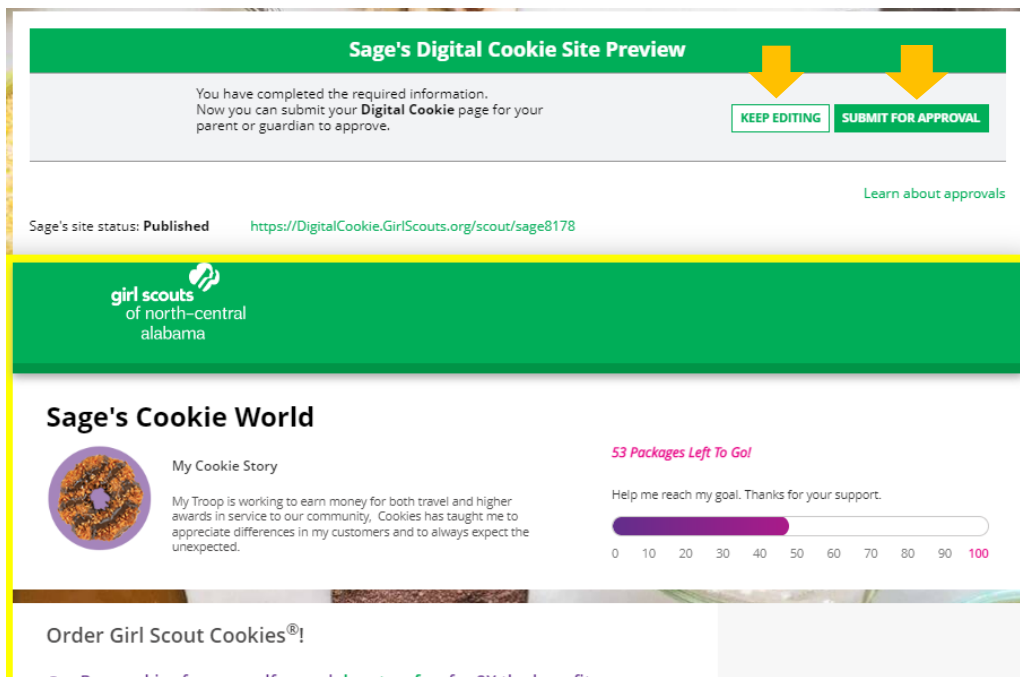 Sage's Digital Cookie Site Preview
You have completed the required information.
Now you can submit your Digital Cookie page for your
parent or guardian to approve.
KEEP EDITING
SUBMIT FOR APPROVAL
Learn about approvals
Sage's site status: Published https://DigitalCookie.GirlScouts.org/scout/sage8178
girl scouts
of north-central
alabama
Sage's Cookie World
My Cookie Story
My Troop is working to earn money for both travel and higher
awards in service to our community, Cookies has taught me to
appreciate differences in my customers and to always expect the
unexpected.
53 Packages Left To Go!
Help me reach my goal. Thanks for your support.
0 10 20 30 40 50 60 70 80 90 100
Order Girl Scout Cookies®!